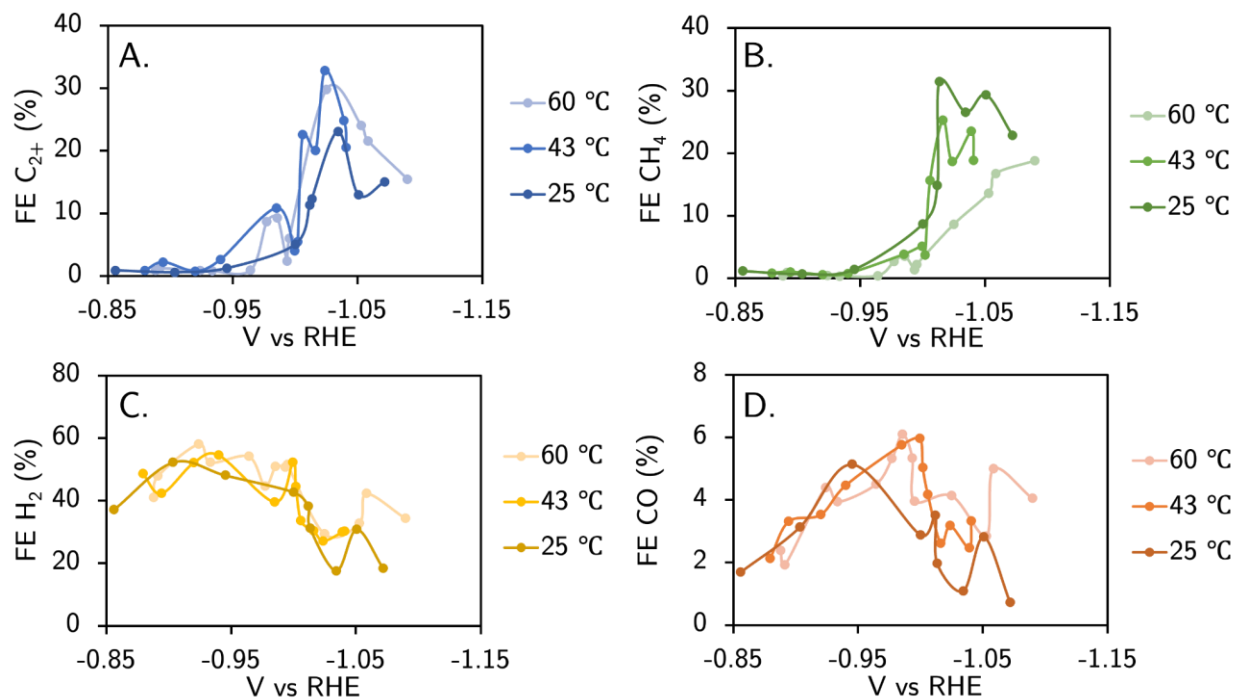 A.
FE C₂₊ (%)
40
30
20
10
0
-0.85 -0.95 -1.05 -1.15
V vs RHE
60 °C
43 °C
25 °C
B.
FE CH₄ (%)
40
30
20
10
0
-0.85 -0.95 -1.05 -1.15
V vs RHE
60 °C
43 °C
25 °C
C.
FE H₂ (%)
80
60
40
20
0
-0.85 -0.95 -1.05 -1.15
V vs RHE
60 °C
43 °C
25 °C
D.
FE CO (%)
8
6
4
2
0
-0.85 -0.95 -1.05 -1.15
V vs RHE
60 °C
43 °C
25 °C